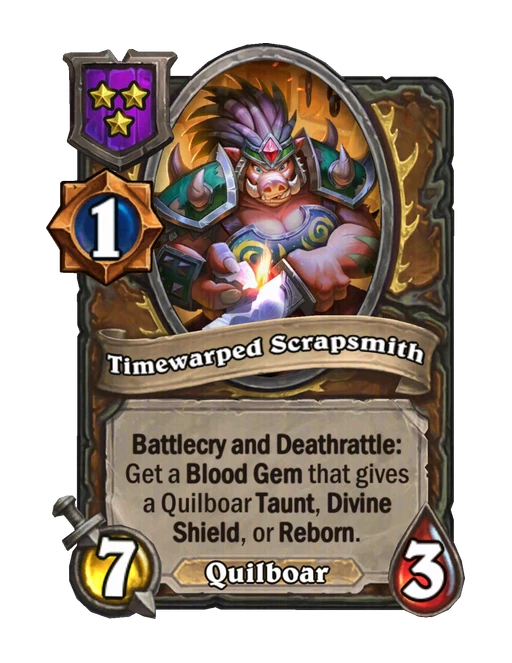 1
Timewarped Scrapsmith
Battlecry and Deathrattle:
Get a Blood Gem that gives
a Quilboar Taunt, Divine
Shield, or Reborn.
Quilboar
7
3